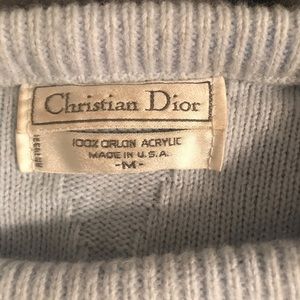 Christian Dior
100% ORLON ACRYLIC
MADE IN U.S.A.
-M-